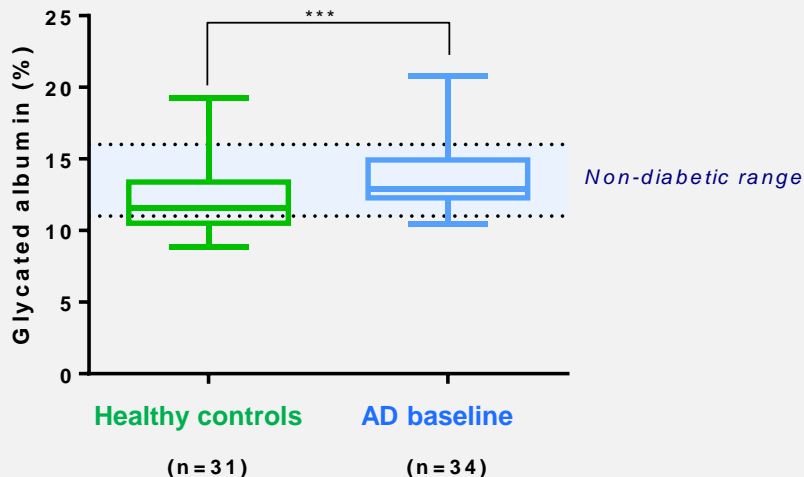 ***
25
20
15
10
5
0
Glycated albumin (%)
Non-diabetic range
Healthy controls
AD baseline
(n=31)
(n=34)